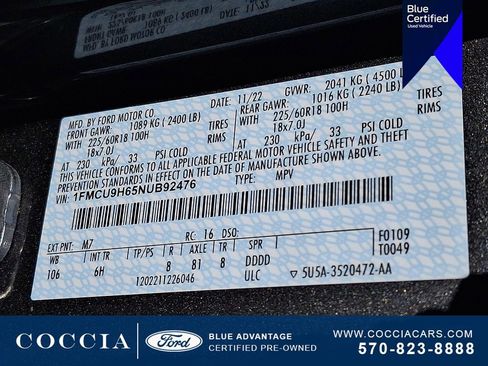 Blue
Certified
Used Vehicle
MFD. BY FORD MOTOR CO.
DATE: 11/22
GVWR: 2041 KG (4500 LB)
FRONT GAWR: 1089 KG (2400 LB)
REAR GAWR: 1016 KG (2240 LB)
WITH TIRES 225/60R18 100H
WITH TIRES 225/60R18 100H
RIMS 18x7.0J
RIMS 18x7.0J
AT 230 kPa/ 33 PSI COLD
AT 230 kPa/ 33 PSI COLD
THIS VEHICLE CONFORMS TO ALL APPLICABLE FEDERAL MOTOR VEHICLE SAFETY AND THEFT PREVENTION
STANDARDS IN EFFECT ON THE DATE OF MANUFACTURE SHOWN ABOVE.
VIN: 1FMCU9H65NUB92476
TYPE: MPV
EXT PNT: M7 RC: 16 DSO: F0109
WB INT TR TP/PS R AXLE TR SPR T0049
106 6H 8 81 8 DDDD
1202211226046 ULC 5U5A-3520472-AA
COCCIA
Ford
BLUE ADVANTAGE
CERTIFIED PRE-OWNED
WWW.COCCIACARS.COM
570-823-8888